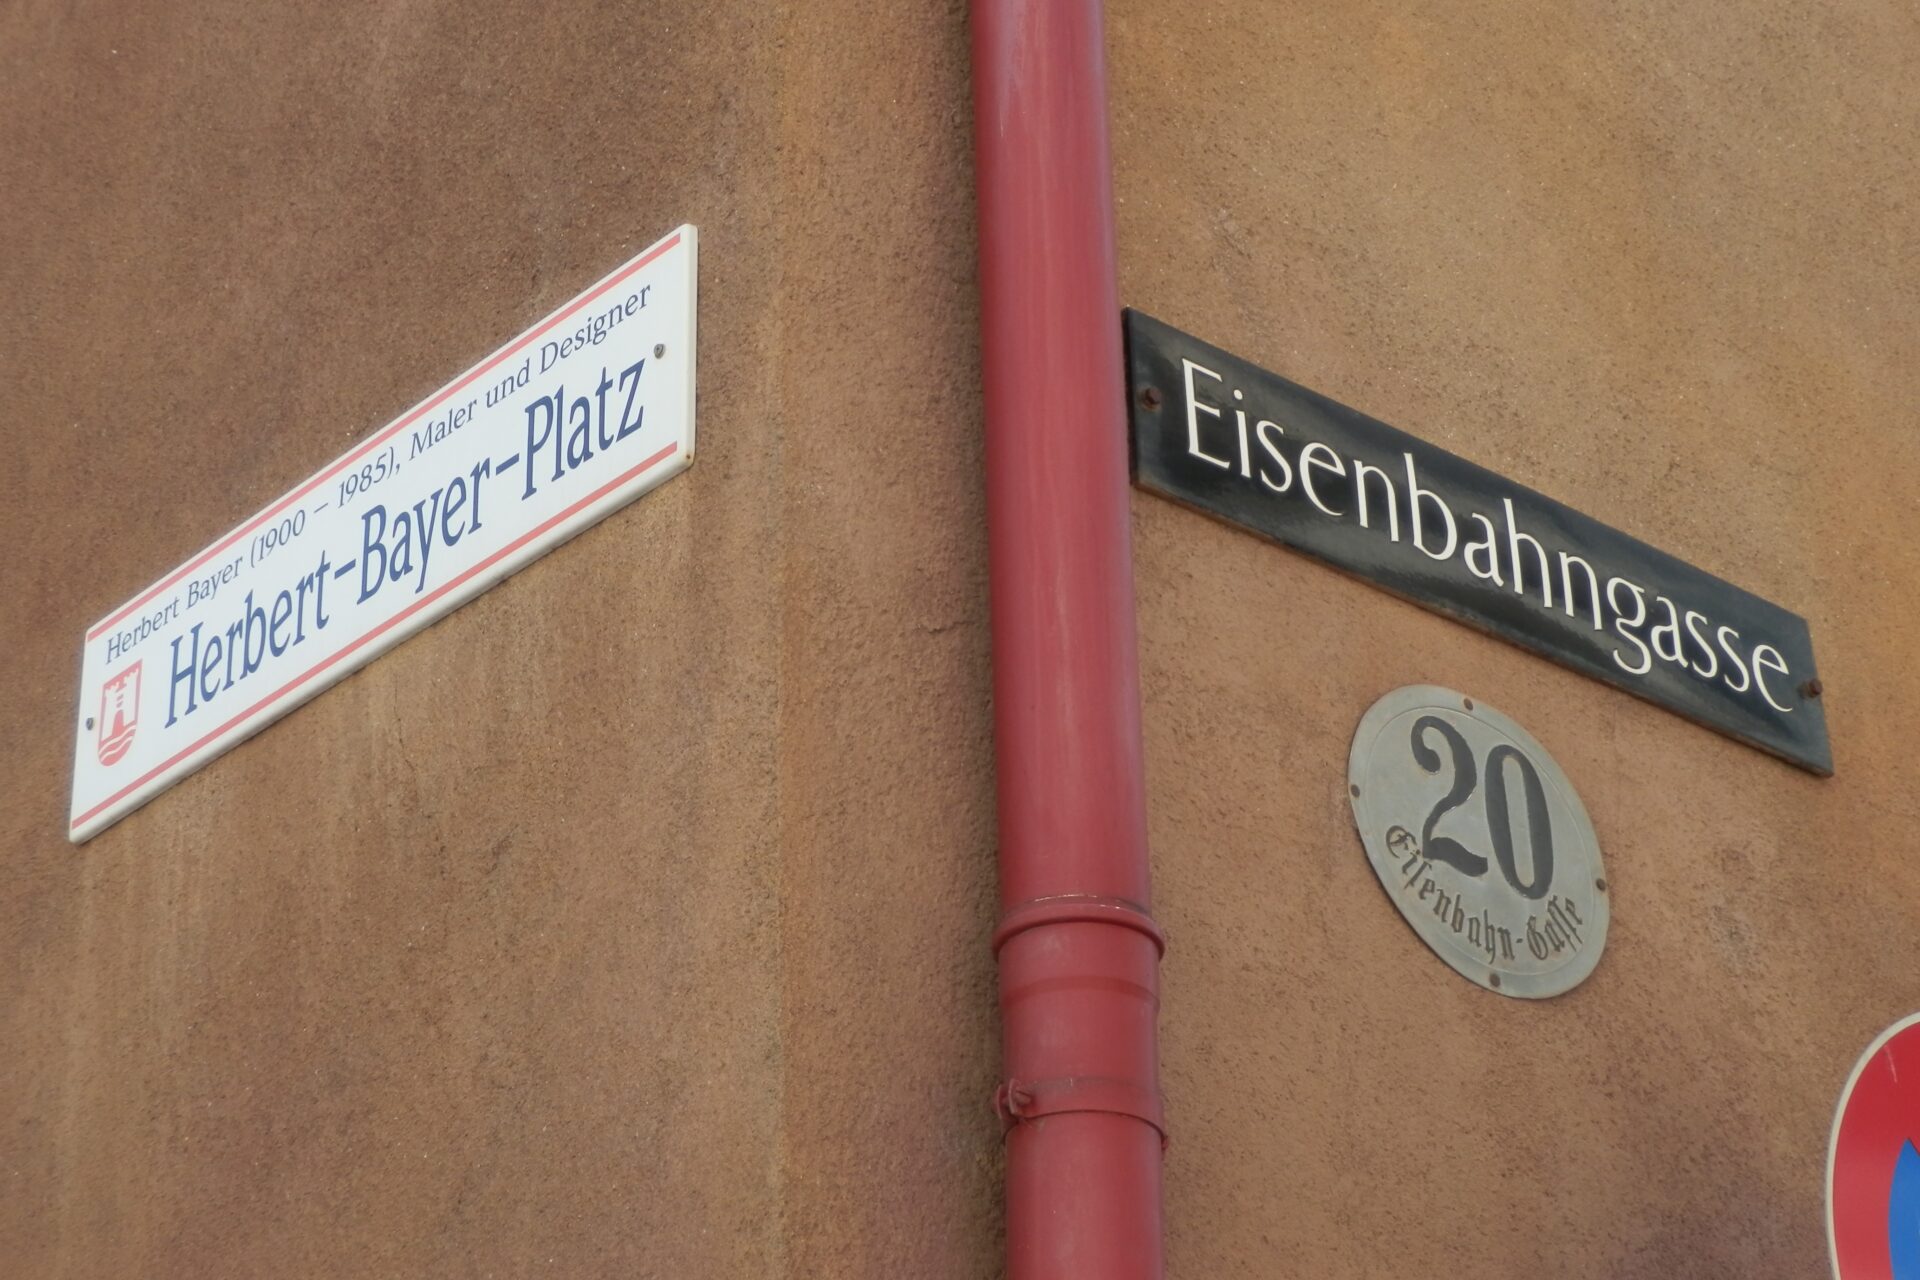 Herbert Bayer (1900 – 1985), Maler und Designer
Herbert-Bayer-Platz
Eisenbahngasse
20
Eiſenbahn-Gaſſe